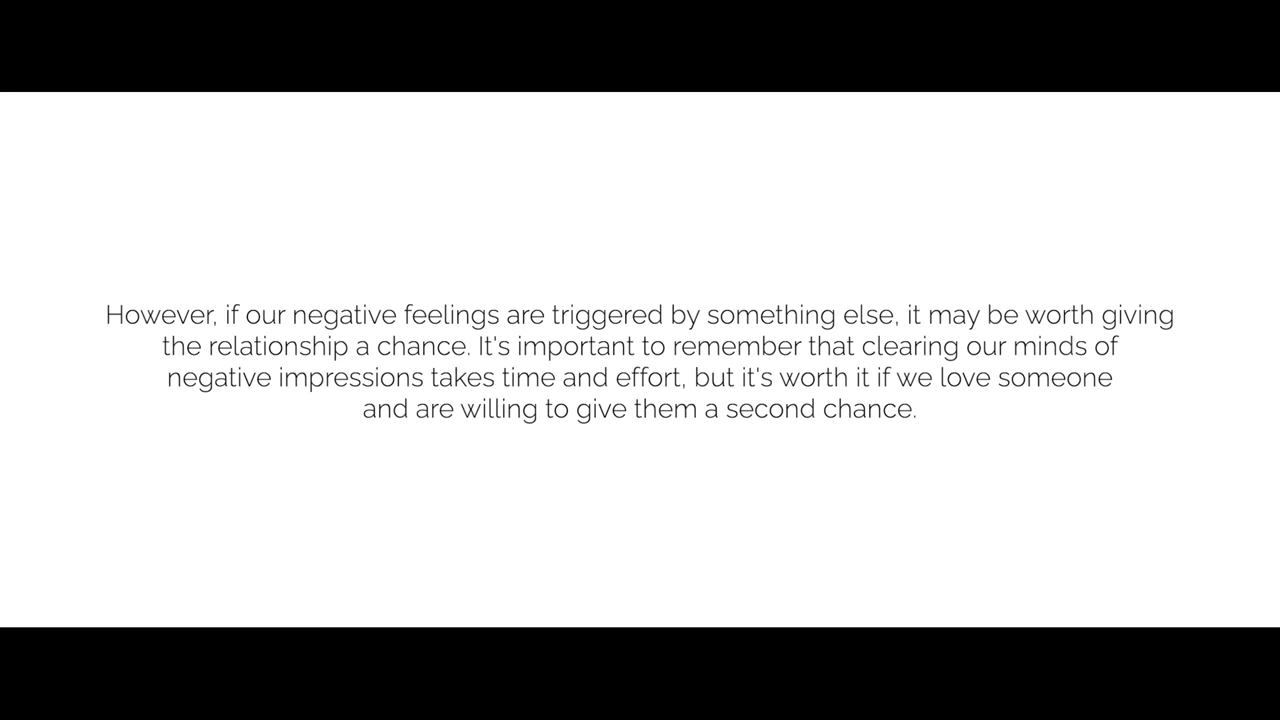 However, if our negative feelings are triggered by something else, it may be worth giving
the relationship a chance. It's important to remember that clearing our minds of
negative impressions takes time and effort, but it's worth it if we love someone
and are willing to give them a second chance.